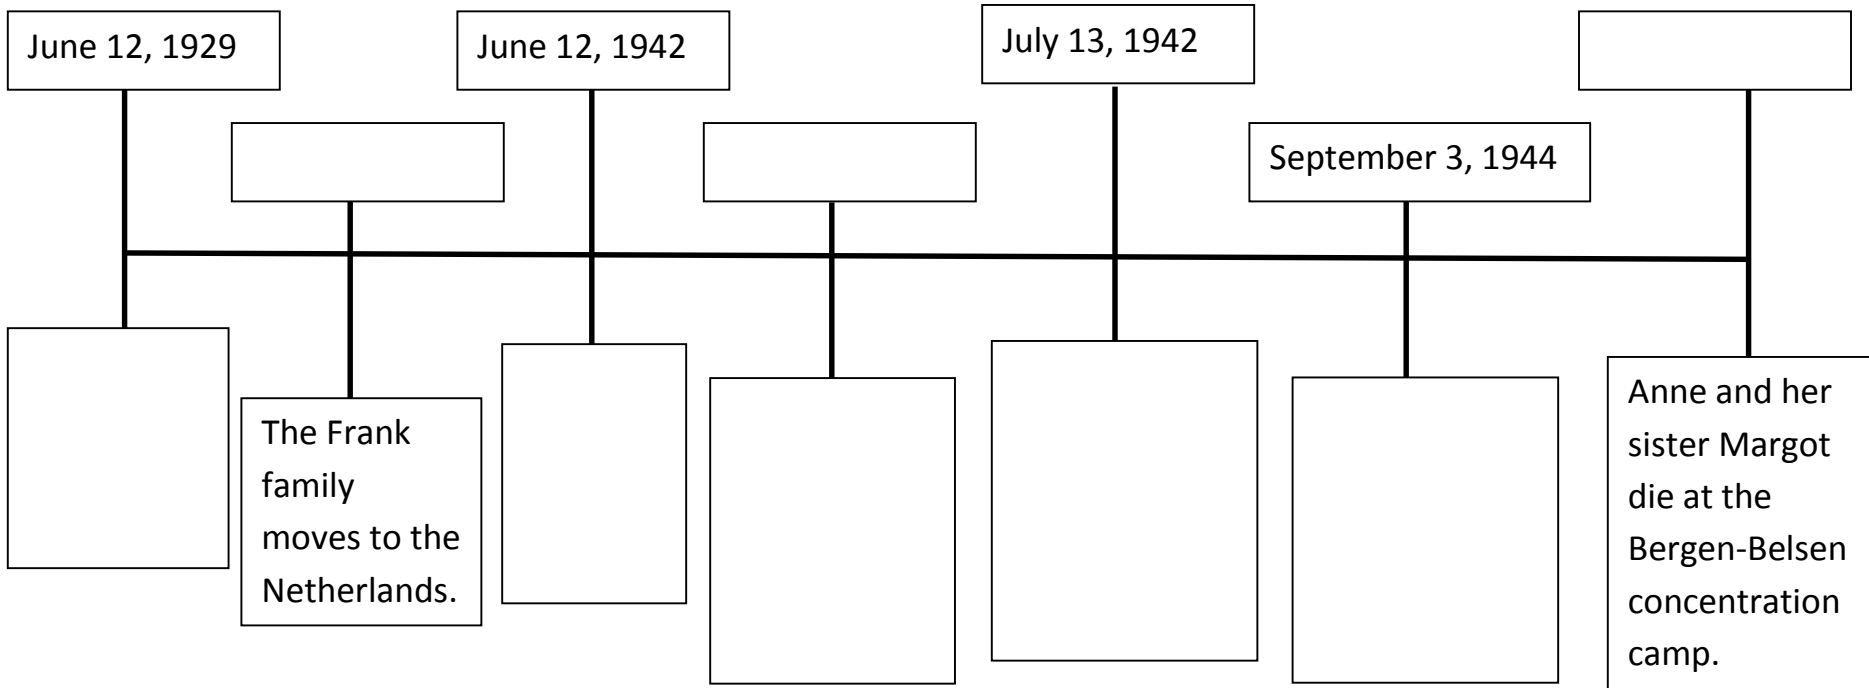 June 12, 1929
June 12, 1942
July 13, 1942
September 3, 1944
The Frank
family
moves to the
Netherlands.
Anne and her
sister Margot
die at the
Bergen-Belsen
concentration
camp.